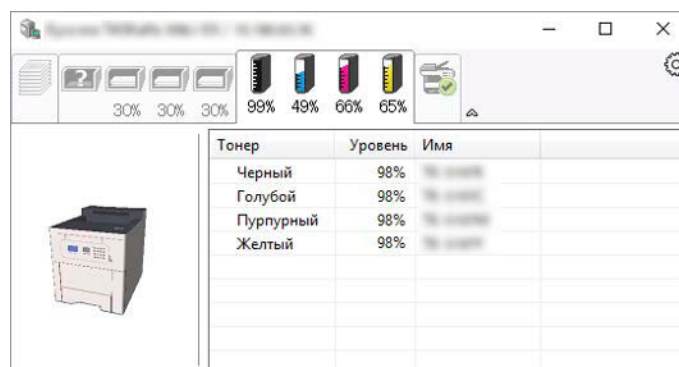 ?
30% 30% 30% 99% 49% 66% 65%
Тонер Уровень Имя
Черный 98%
Голубой 98%
Пурпурный 98%
Желтый 98%